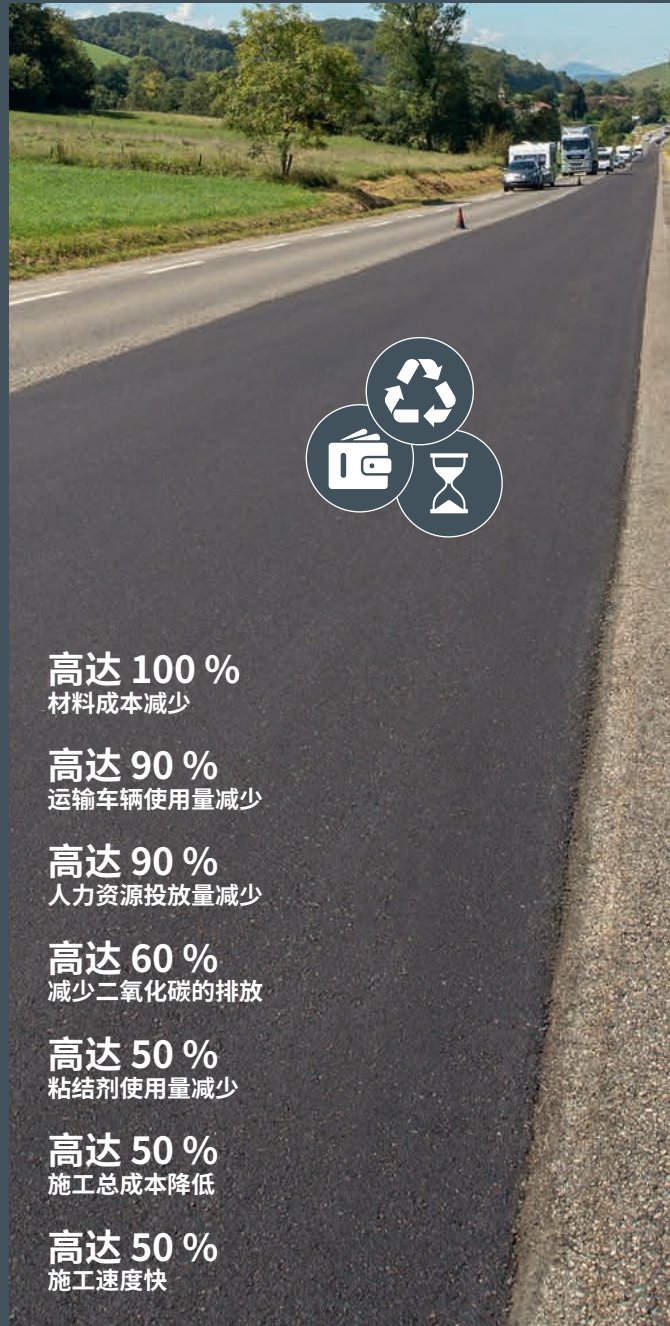 高达 100 %
材料成本减少
高达 90 %
运输车辆使用量减少
高达 90 %
人力资源投放量减少
高达 60 %
减少二氧化碳的排放
高达 50 %
粘结剂使用量减少
高达 50 %
施工总成本降低
高达 50 %
施工速度快